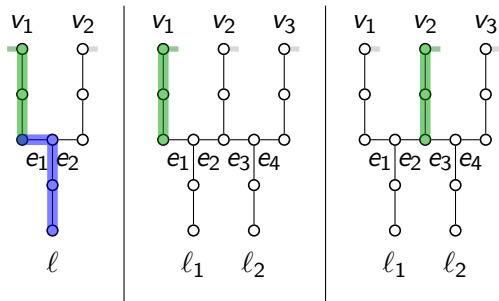 v₁ v₂
e₁ e₂
ℓ
v₁ v₂ v₃
e₁ e₂ e₃ e₄
ℓ₁ ℓ₂
v₁ v₂ v₃
e₁ e₂ e₃ e₄
ℓ₁ ℓ₂